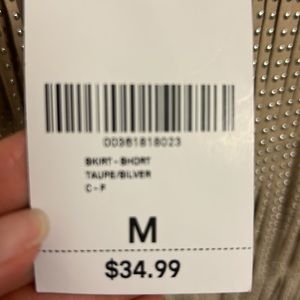 00361818023
SKIRT - SHORT
TAUPE/SILVER
C - F
M
$34.99